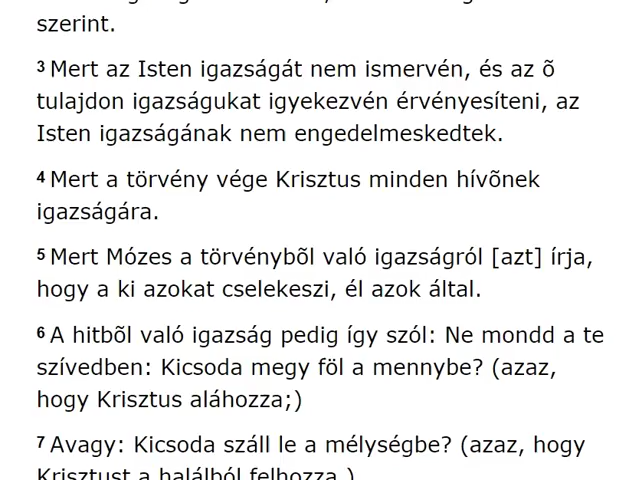 szerint.
3 Mert az Isten igazságát nem ismervén, és az õ
tulajdon igazságukat igyekezvén érvényesíteni, az
Isten igazságának nem engedelmeskedtek.
4 Mert a törvény vége Krisztus minden hívõnek
igazságára.
5 Mert Mózes a törvénybõl való igazságról [azt] írja,
hogy a ki azokat cselekeszi, él azok által.
6 A hitbõl való igazság pedig így szól: Ne mondd a te
szívedben: Kicsoda megy föl a mennybe? (azaz,
hogy Krisztus aláhozza;)
7 Avagy: Kicsoda száll le a mélységbe? (azaz, hogy
Krisztust a halálból felhozza.)